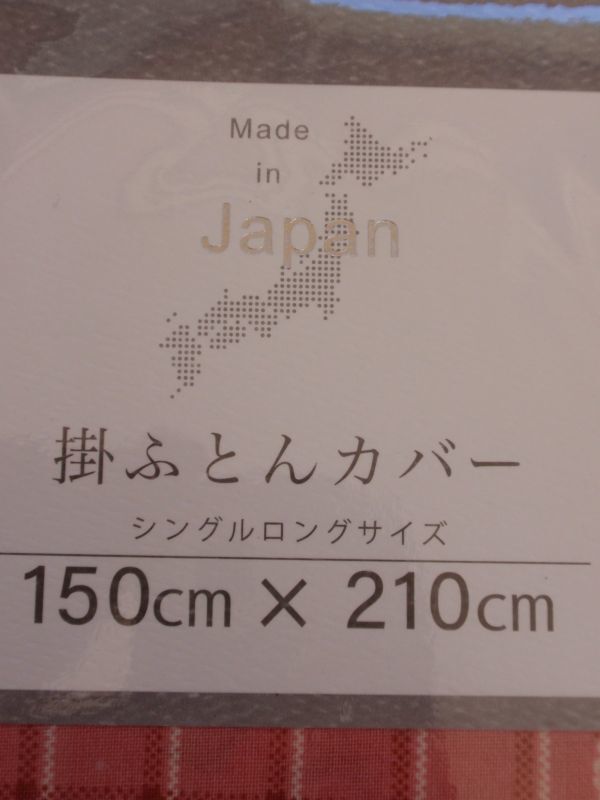 Made
in
Japan
掛ふとんカバー
シングルロングサイズ
150cm × 210cm